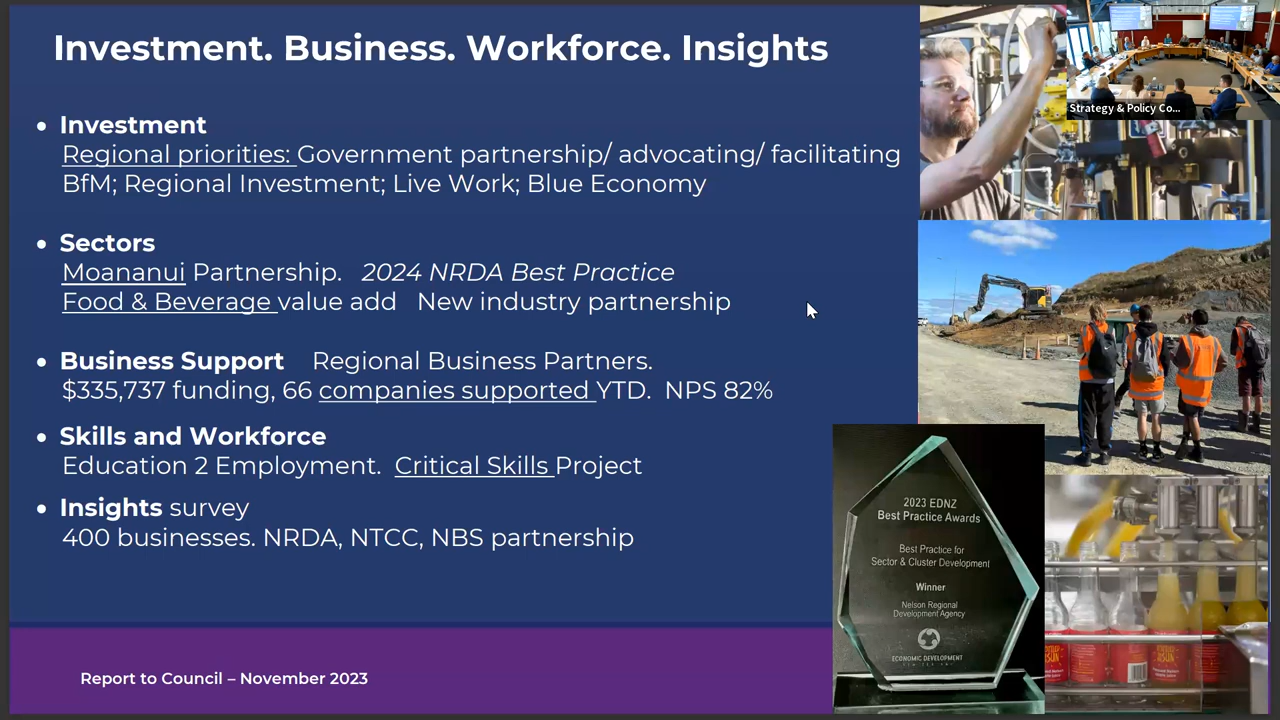 Investment. Business. Workforce. Insights
Strategy & Policy Co...
• Investment
Regional priorities: Government partnership/ advocating/ facilitating
BfM; Regional Investment; Live Work; Blue Economy
• Sectors
Moananui Partnership. 2024 NRDA Best Practice
Food & Beverage value add New industry partnership
• Business Support Regional Business Partners.
$335,737 funding, 66 companies supported YTD. NPS 82%
• Skills and Workforce
Education 2 Employment. Critical Skills Project
• Insights survey
400 businesses. NRDA, NTCC, NBS partnership
2023 EDNZ
Best Practice Awards
Best Practice for
Sector & Cluster Development
Winner
Nelson Regional
Development Agency
ECONOMIC DEVELOPMENT
Report to Council – November 2023